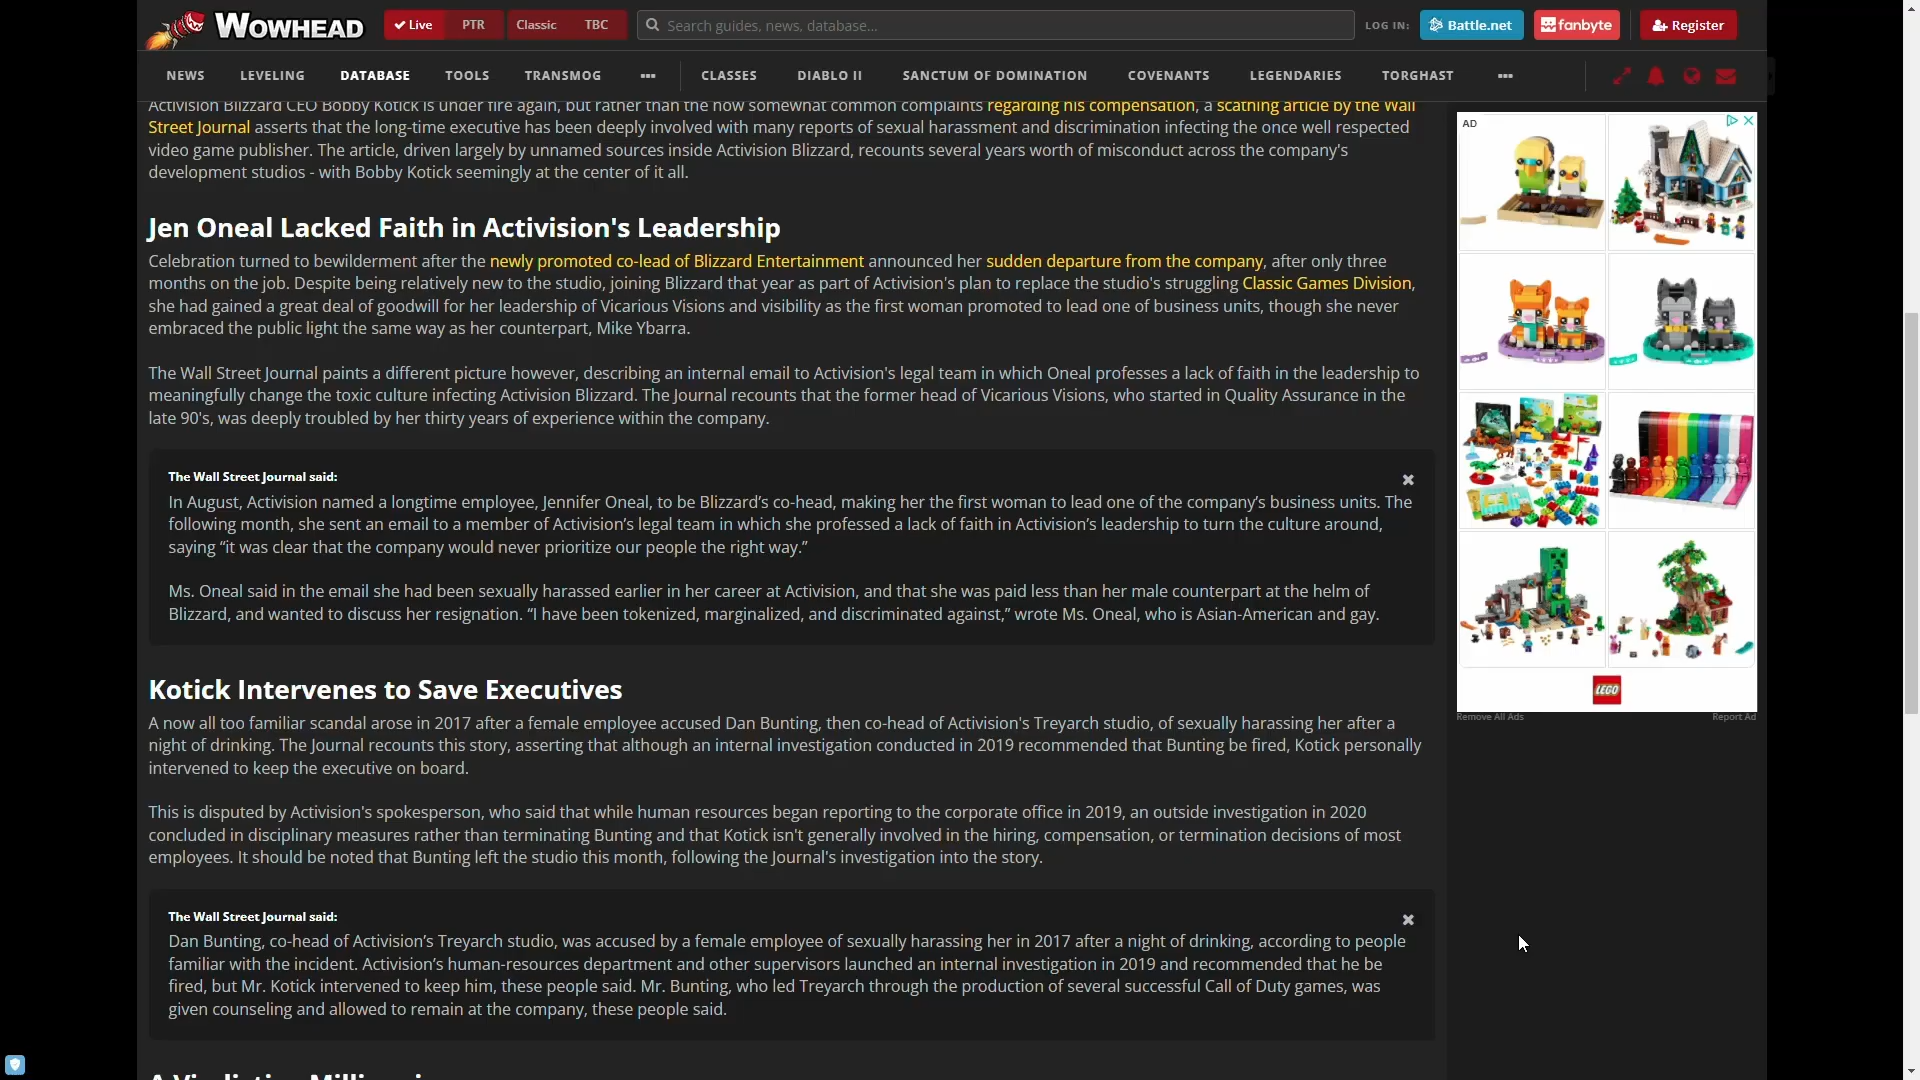 WOWHEAD
Live PTR Classic TBC
Search guides, news, database...
LOG IN: Battle.net fanbyte Register
NEWS LEVELING DATABASE TOOLS TRANSMOG ••• CLASSES DIABLO II SANCTUM OF DOMINATION COVENANTS LEGENDARIES TORGHAST •••
Activision Blizzard CEO Bobby Kotick is under fire again, but rather than the now somewhat common complaints regarding his compensation, a scathing article by the Wall
Street Journal asserts that the long-time executive has been deeply involved with many reports of sexual harassment and discrimination infecting the once well respected
video game publisher. The article, driven largely by unnamed sources inside Activision Blizzard, recounts several years worth of misconduct across the company's
development studios - with Bobby Kotick seemingly at the center of it all.
Jen Oneal Lacked Faith in Activision's Leadership
Celebration turned to bewilderment after the newly promoted co-lead of Blizzard Entertainment announced her sudden departure from the company, after only three
months on the job. Despite being relatively new to the studio, joining Blizzard that year as part of Activision's plan to replace the studio's struggling Classic Games Division,
she had gained a great deal of goodwill for her leadership of Vicarious Visions and visibility as the first woman promoted to lead one of business units, though she never
embraced the public light the same way as her counterpart, Mike Ybarra.
The Wall Street Journal paints a different picture however, describing an internal email to Activision's legal team in which Oneal professes a lack of faith in the leadership to
meaningfully change the toxic culture infecting Activision Blizzard. The Journal recounts that the former head of Vicarious Visions, who started in Quality Assurance in the
late 90's, was deeply troubled by her thirty years of experience within the company.
The Wall Street Journal said:
In August, Activision named a longtime employee, Jennifer Oneal, to be Blizzard’s co-head, making her the first woman to lead one of the company’s business units. The
following month, she sent an email to a member of Activision’s legal team in which she professed a lack of faith in Activision’s leadership to turn the culture around,
saying “it was clear that the company would never prioritize our people the right way.”
Ms. Oneal said in the email she had been sexually harassed earlier in her career at Activision, and that she was paid less than her male counterpart at the helm of
Blizzard, and wanted to discuss her resignation. “I have been tokenized, marginalized, and discriminated against,” wrote Ms. Oneal, who is Asian-American and gay.
Kotick Intervenes to Save Executives
A now all too familiar scandal arose in 2017 after a female employee accused Dan Bunting, then co-head of Activision's Treyarch studio, of sexually harassing her after a
night of drinking. The Journal recounts this story, asserting that although an internal investigation conducted in 2019 recommended that Bunting be fired, Kotick personally
intervened to keep the executive on board.
This is disputed by Activision's spokesperson, who said that while human resources began reporting to the corporate office in 2019, an outside investigation in 2020
concluded in disciplinary measures rather than terminating Bunting and that Kotick isn't generally involved in the hiring, compensation, or termination decisions of most
employees. It should be noted that Bunting left the studio this month, following the Journal's investigation into the story.
The Wall Street Journal said:
Dan Bunting, co-head of Activision’s Treyarch studio, was accused by a female employee of sexually harassing her in 2017 after a night of drinking, according to people
familiar with the incident. Activision’s human-resources department and other supervisors launched an internal investigation in 2019 and recommended that he be
fired, but Mr. Kotick intervened to keep him, these people said. Mr. Bunting, who led Treyarch through the production of several successful Call of Duty games, was
given counseling and allowed to remain at the company, these people said.
AD
LEGO
Remove All Ads Report Ad